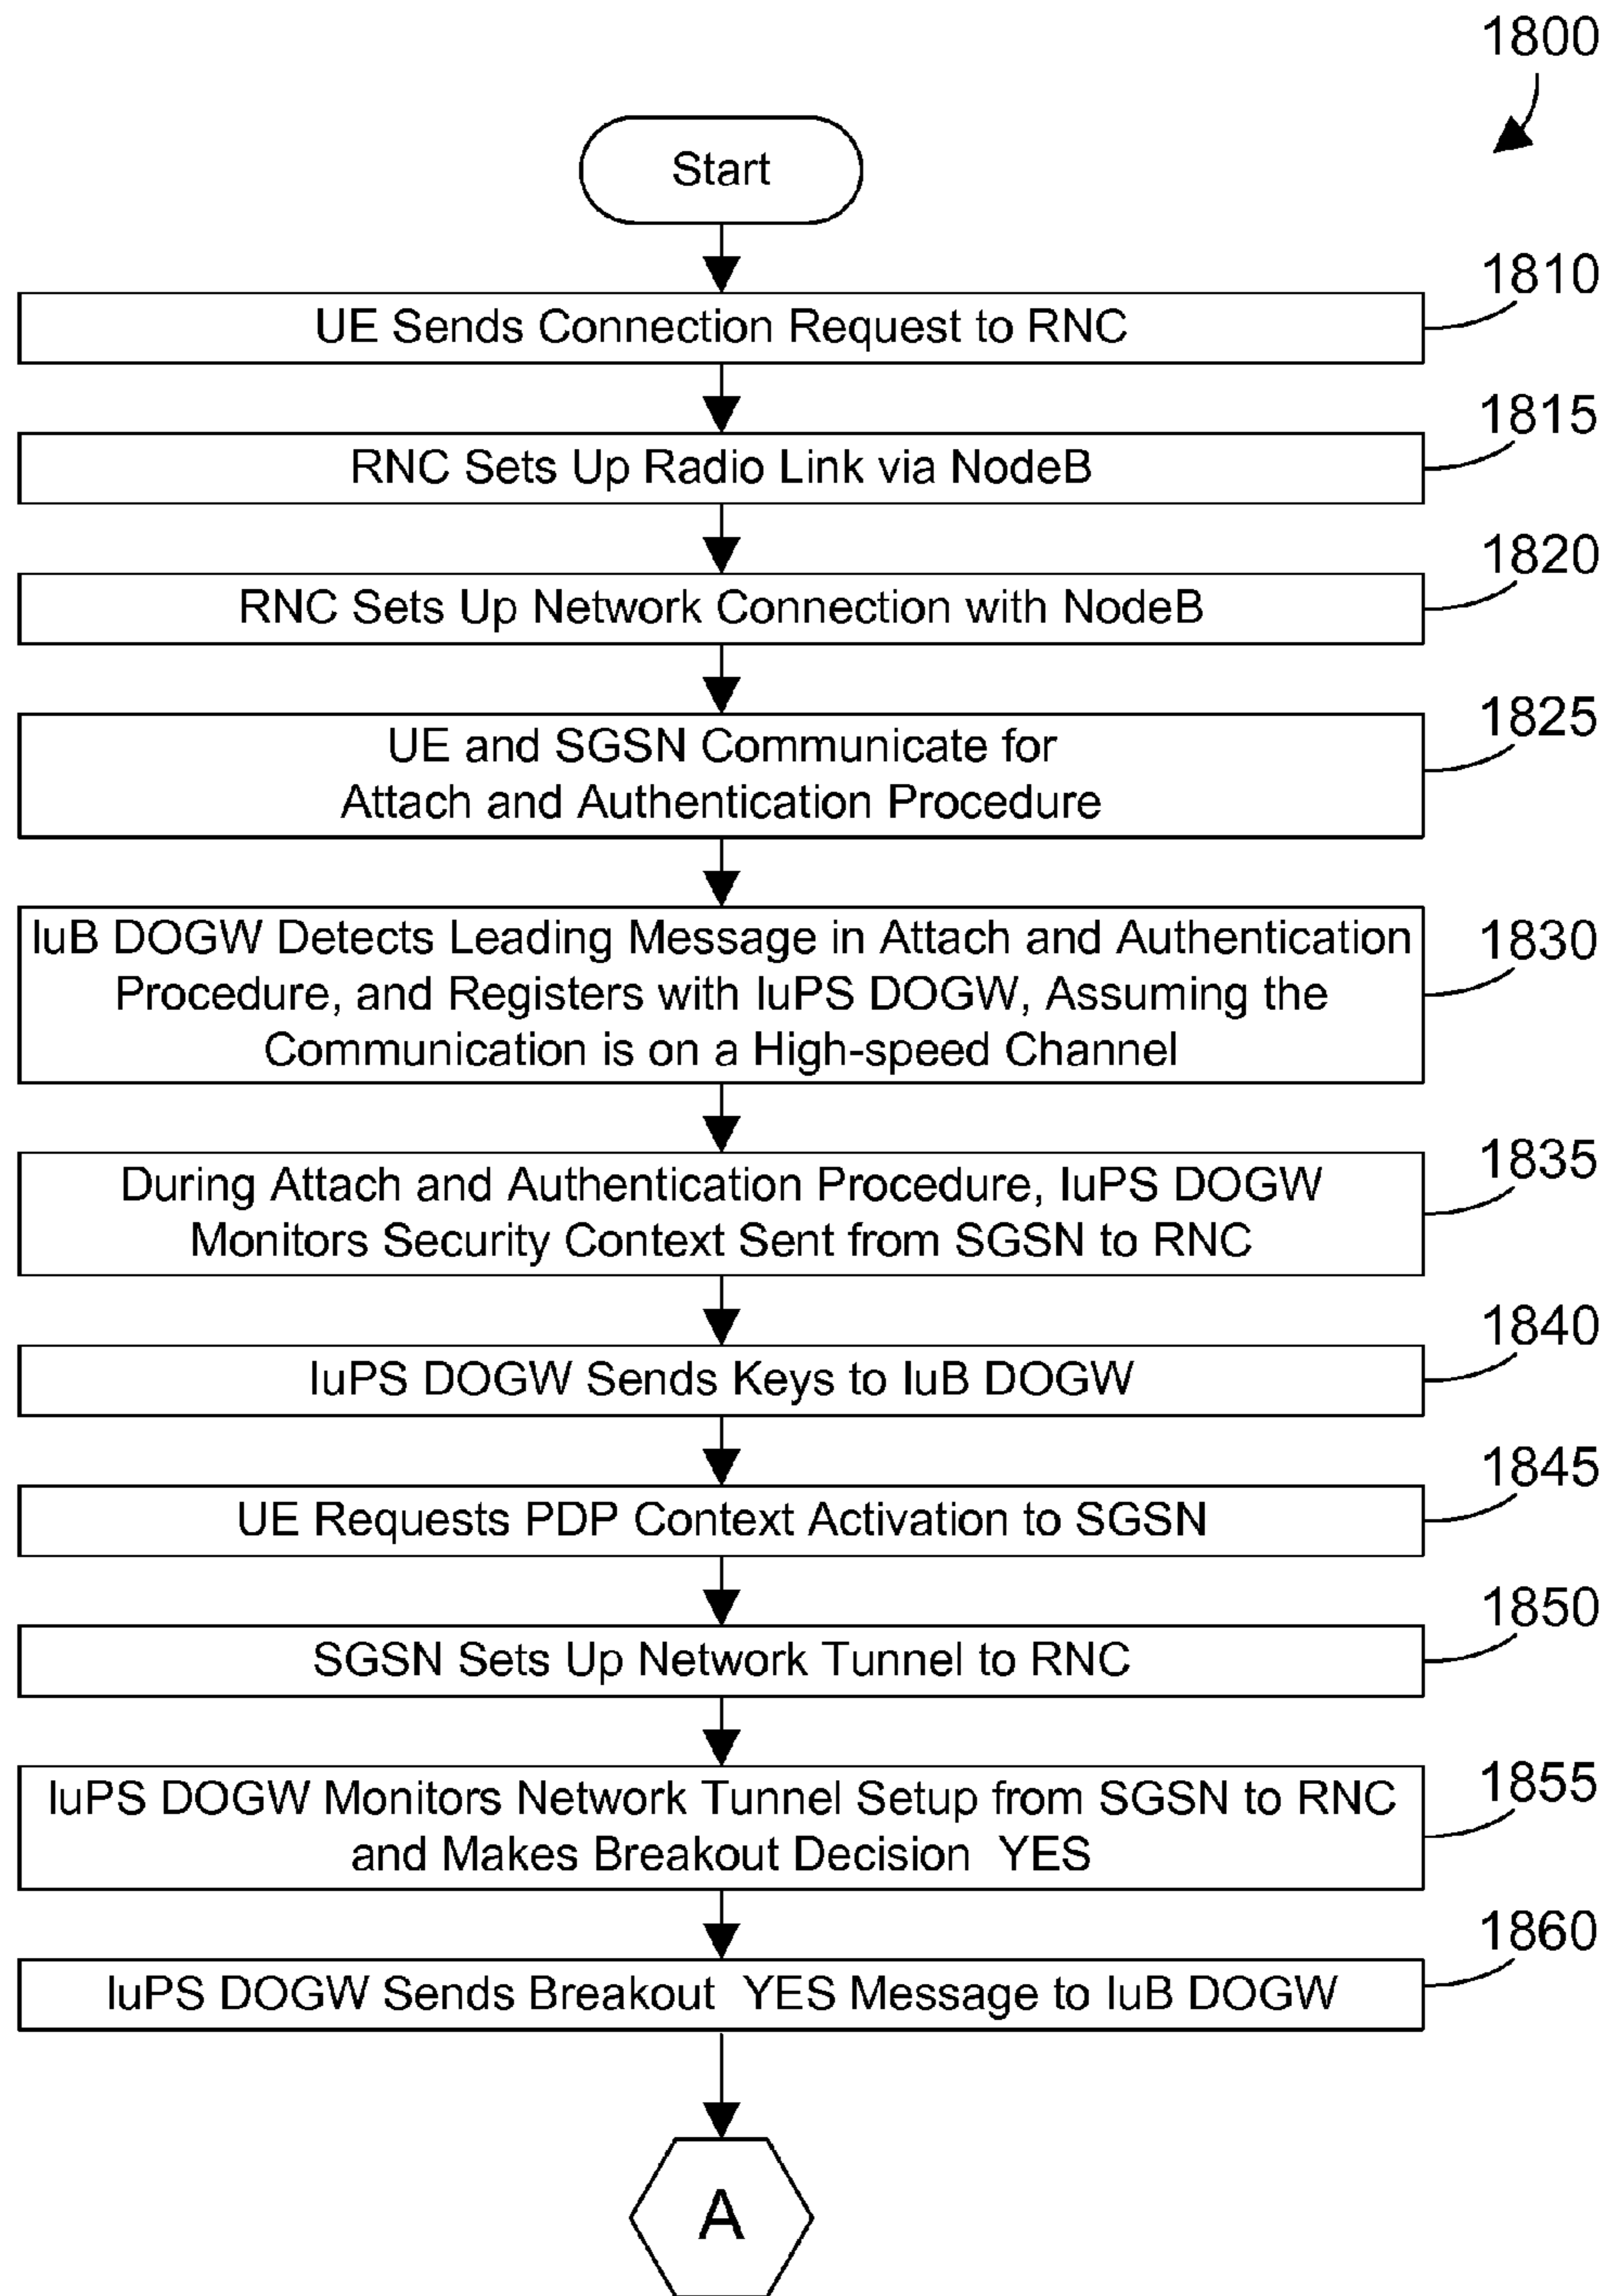 1800
Start
1810
UE Sends Connection Request to RNC
1815
RNC Sets Up Radio Link via NodeB
1820
RNC Sets Up Network Connection with NodeB
1825
UE and SGSN Communicate for
Attach and Authentication Procedure
1830
IuB DOGW Detects Leading Message in Attach and Authentication
Procedure, and Registers with IuPS DOGW, Assuming the
Communication is on a High-speed Channel
1835
During Attach and Authentication Procedure, IuPS DOGW
Monitors Security Context Sent from SGSN to RNC
1840
IuPS DOGW Sends Keys to IuB DOGW
1845
UE Requests PDP Context Activation to SGSN
1850
SGSN Sets Up Network Tunnel to RNC
1855
IuPS DOGW Monitors Network Tunnel Setup from SGSN to RNC
and Makes Breakout Decision YES
1860
IuPS DOGW Sends Breakout YES Message to IuB DOGW
A